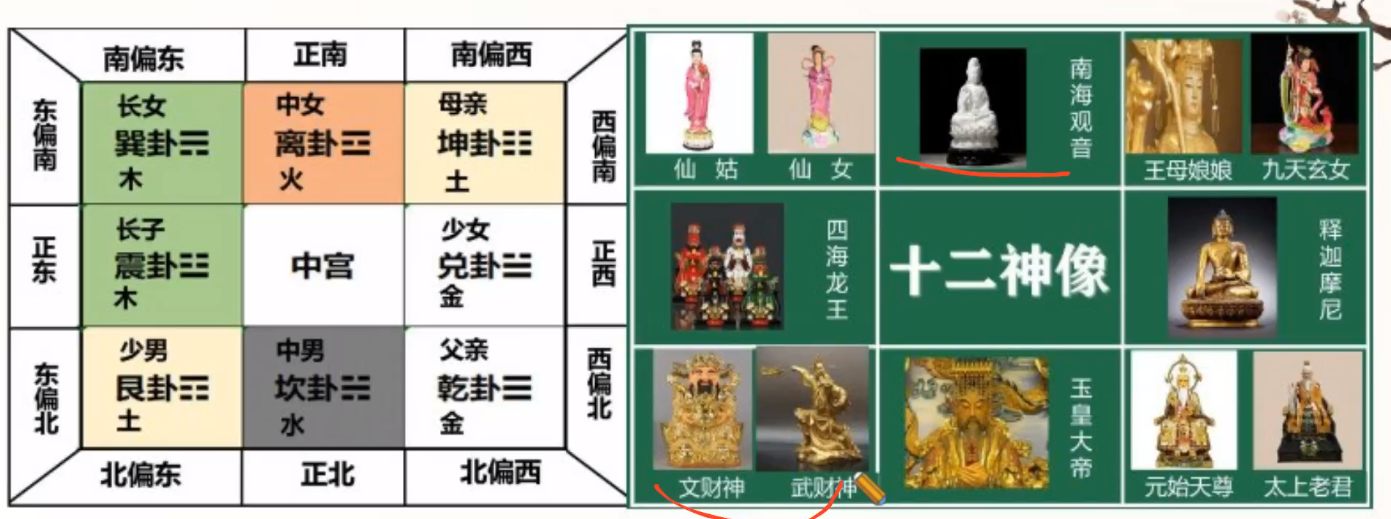 南偏东
正南
南偏西
东偏南
长女
巽卦☴
木
中女
离卦☲
火
母亲
坤卦☷
土
西偏南
正东
长子
震卦☳
木
中宫
少女
兑卦☱
金
正西
东偏北
少男
艮卦☶
土
中男
坎卦☵
水
父亲
乾卦☰
金
西偏北
北偏东
正北
北偏西
仙姑
仙女
南海观音
王母娘娘
九天玄女
四海龙王
十二神像
释迦摩尼
文财神
武财神
玉皇大帝
元始天尊
太上老君